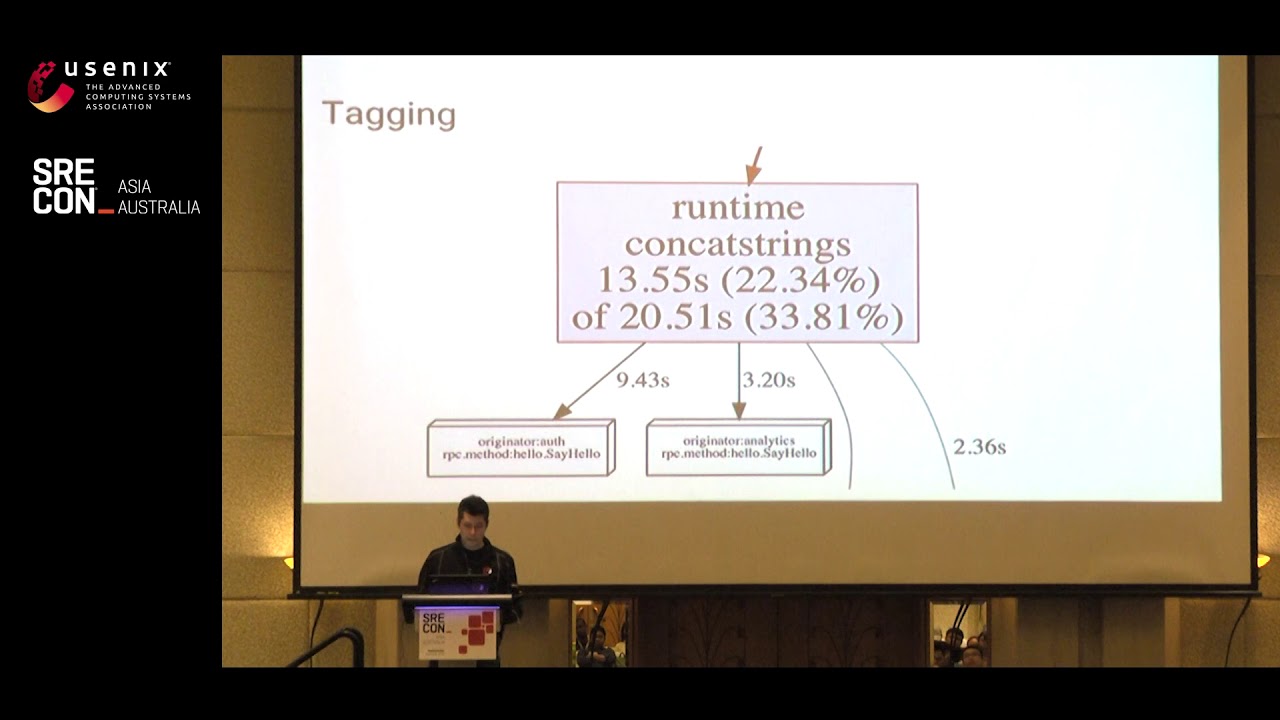 usenix
THE ADVANCED
COMPUTING SYSTEMS
ASSOCIATION
SRE
CON_
ASIA
AUSTRALIA
Tagging
runtime
concatstrings
13.55s (22.34%)
of 20.51s (33.81%)
9.43s
3.20s
2.36s
originator:auth
rpc.method:hello.SayHello
originator:analytics
rpc.method:hello.SayHello
SRE
CON_